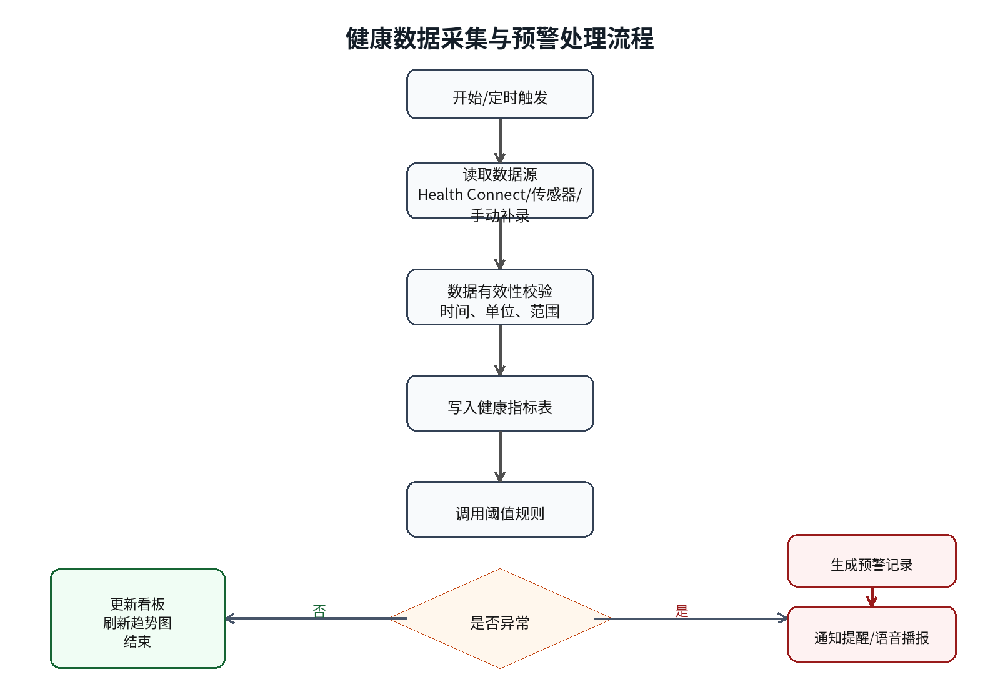 健康数据采集与预警处理流程
开始/定时触发
读取数据源
Health Connect/传感器/
手动补录
数据有效性校验
时间、单位、范围
写入健康指标表
调用阈值规则
是否异常
否
更新看板
刷新趋势图
结束
是
生成预警记录
通知提醒/语音播报